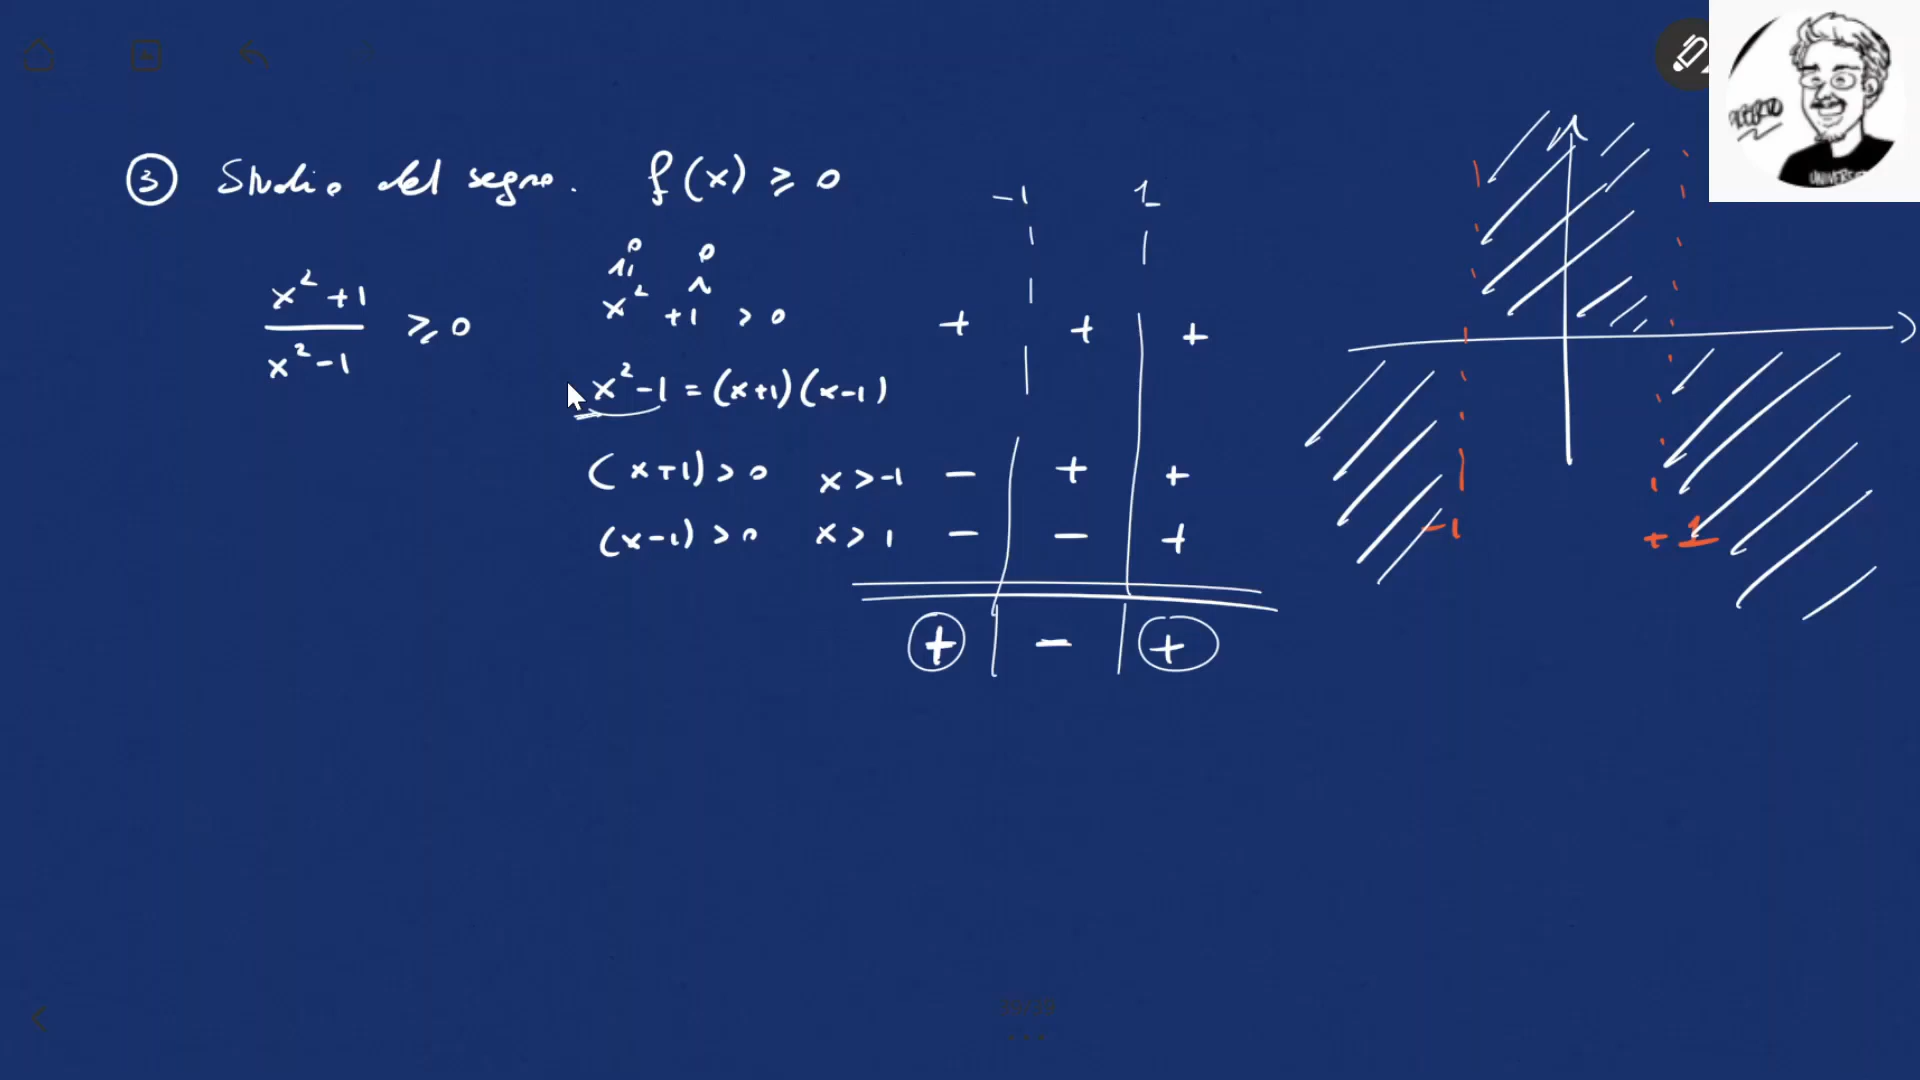 ③ Studio del segno. f(x) ≥ 0
x² + 1 / x² - 1 ≥ 0
x² + 1 > 0
x² - 1 = (x+1)(x-1)
(x+1) > 0 x > -1 - + +
(x-1) > 0 x > 1 - - +
+ - +
-1 1
+ + +
-1 +1